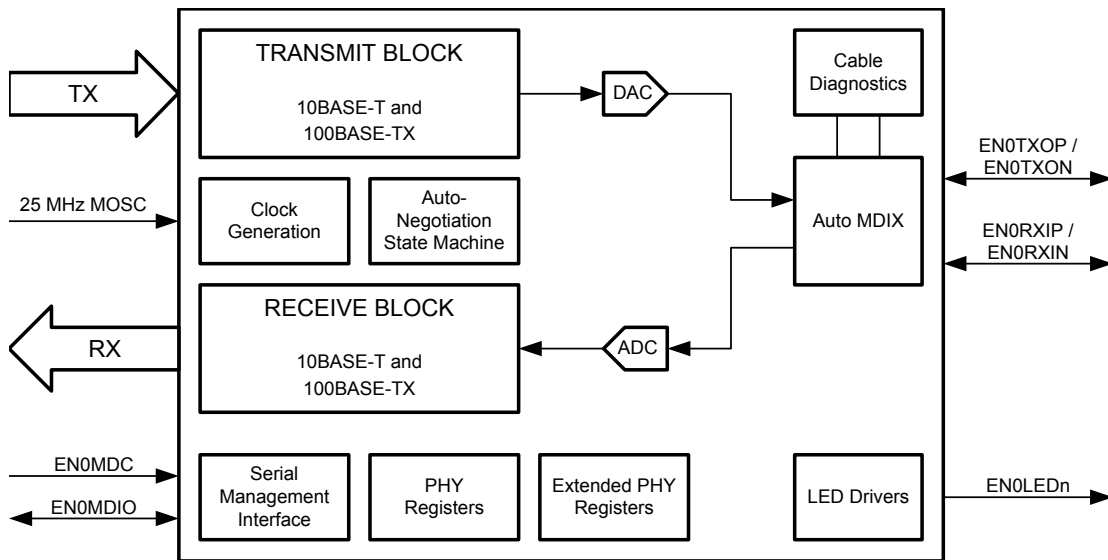 TRANSMIT BLOCK
10BASE-T and
100BASE-TX
TX
DAC
Cable
Diagnostics
EN0TXOP /
EN0TXON
25 MHz MOSC
Clock
Generation
Auto-
Negotiation
State Machine
Auto MDIX
EN0RXIP /
EN0RXIN
RECEIVE BLOCK
10BASE-T and
100BASE-TX
RX
ADC
EN0MDC
EN0MDIO
Serial
Management
Interface
PHY
Registers
Extended PHY
Registers
LED Drivers
EN0LEDn